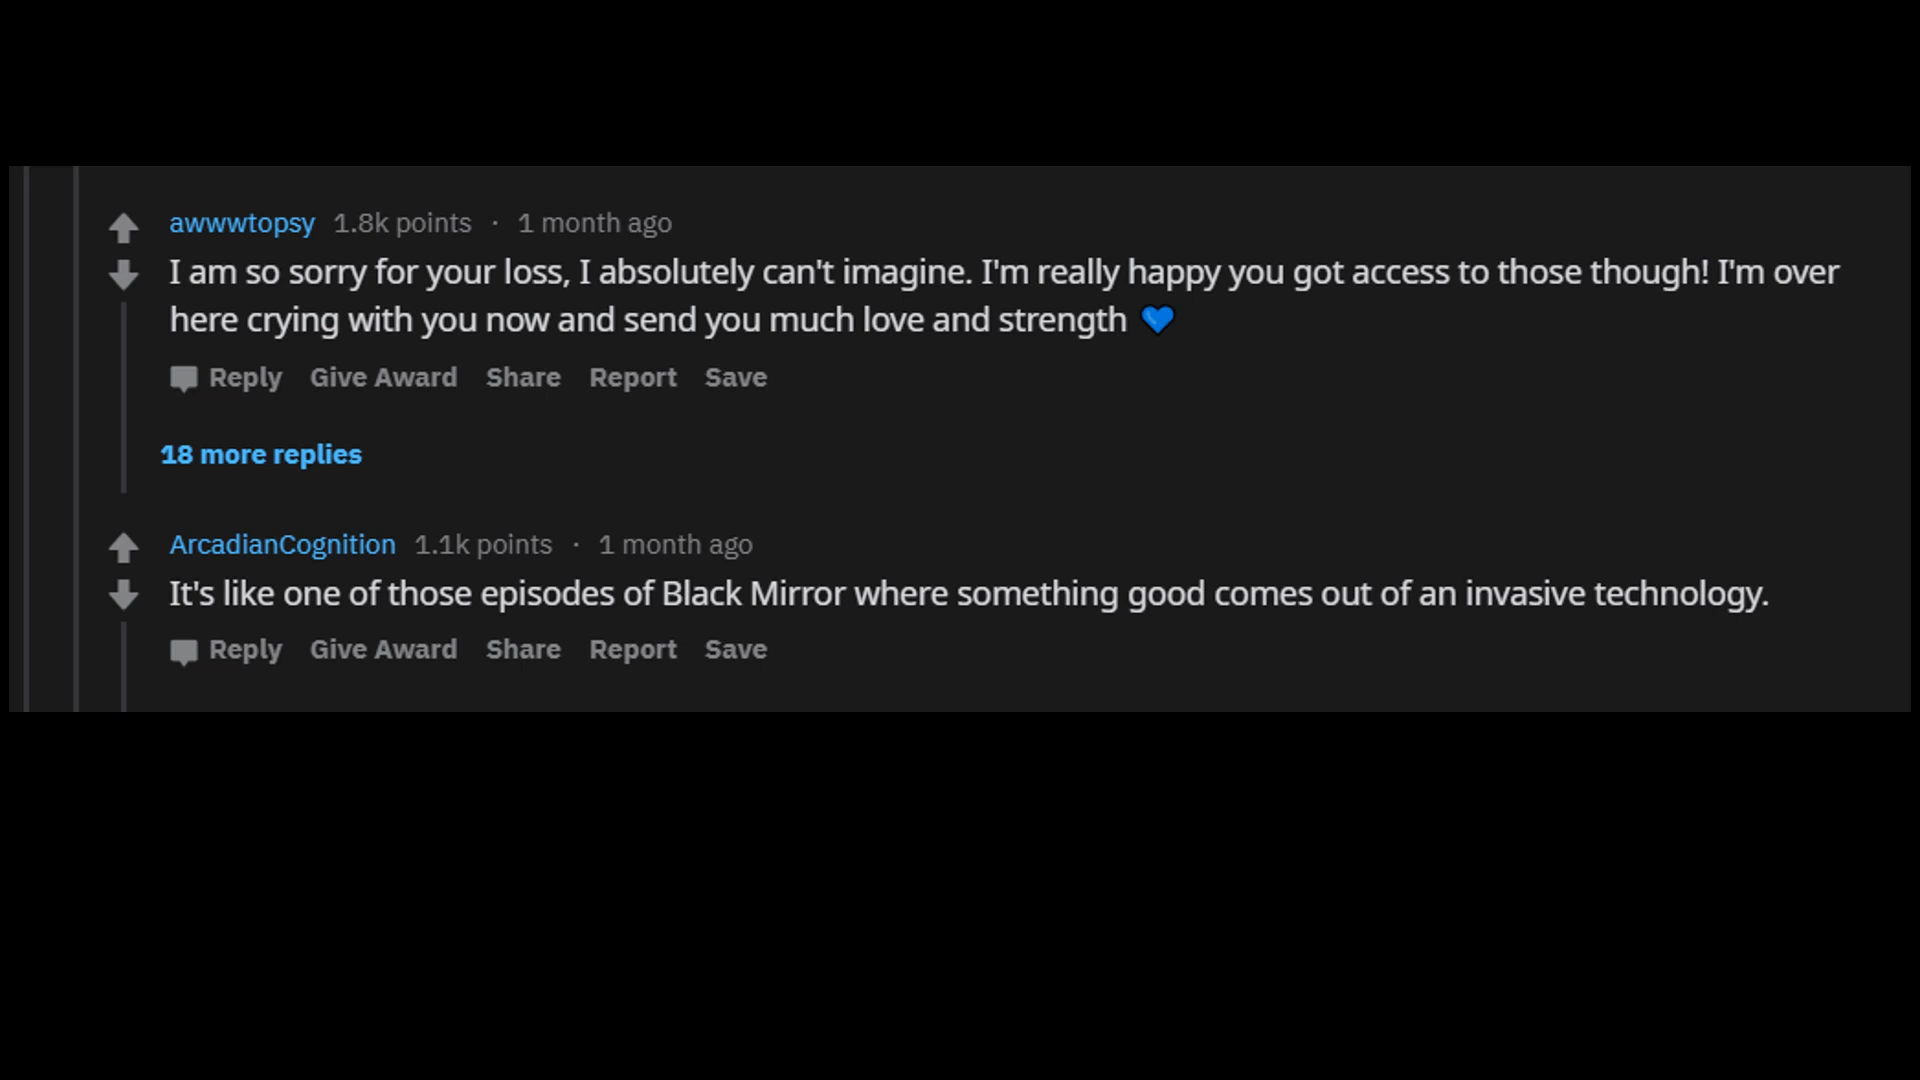 awwwtopsy 1.8k points · 1 month ago
I am so sorry for your loss, I absolutely can't imagine. I'm really happy you got access to those though! I'm over
here crying with you now and send you much love and strength 💙
Reply Give Award Share Report Save
18 more replies
ArcadianCognition 1.1k points · 1 month ago
It's like one of those episodes of Black Mirror where something good comes out of an invasive technology.
Reply Give Award Share Report Save